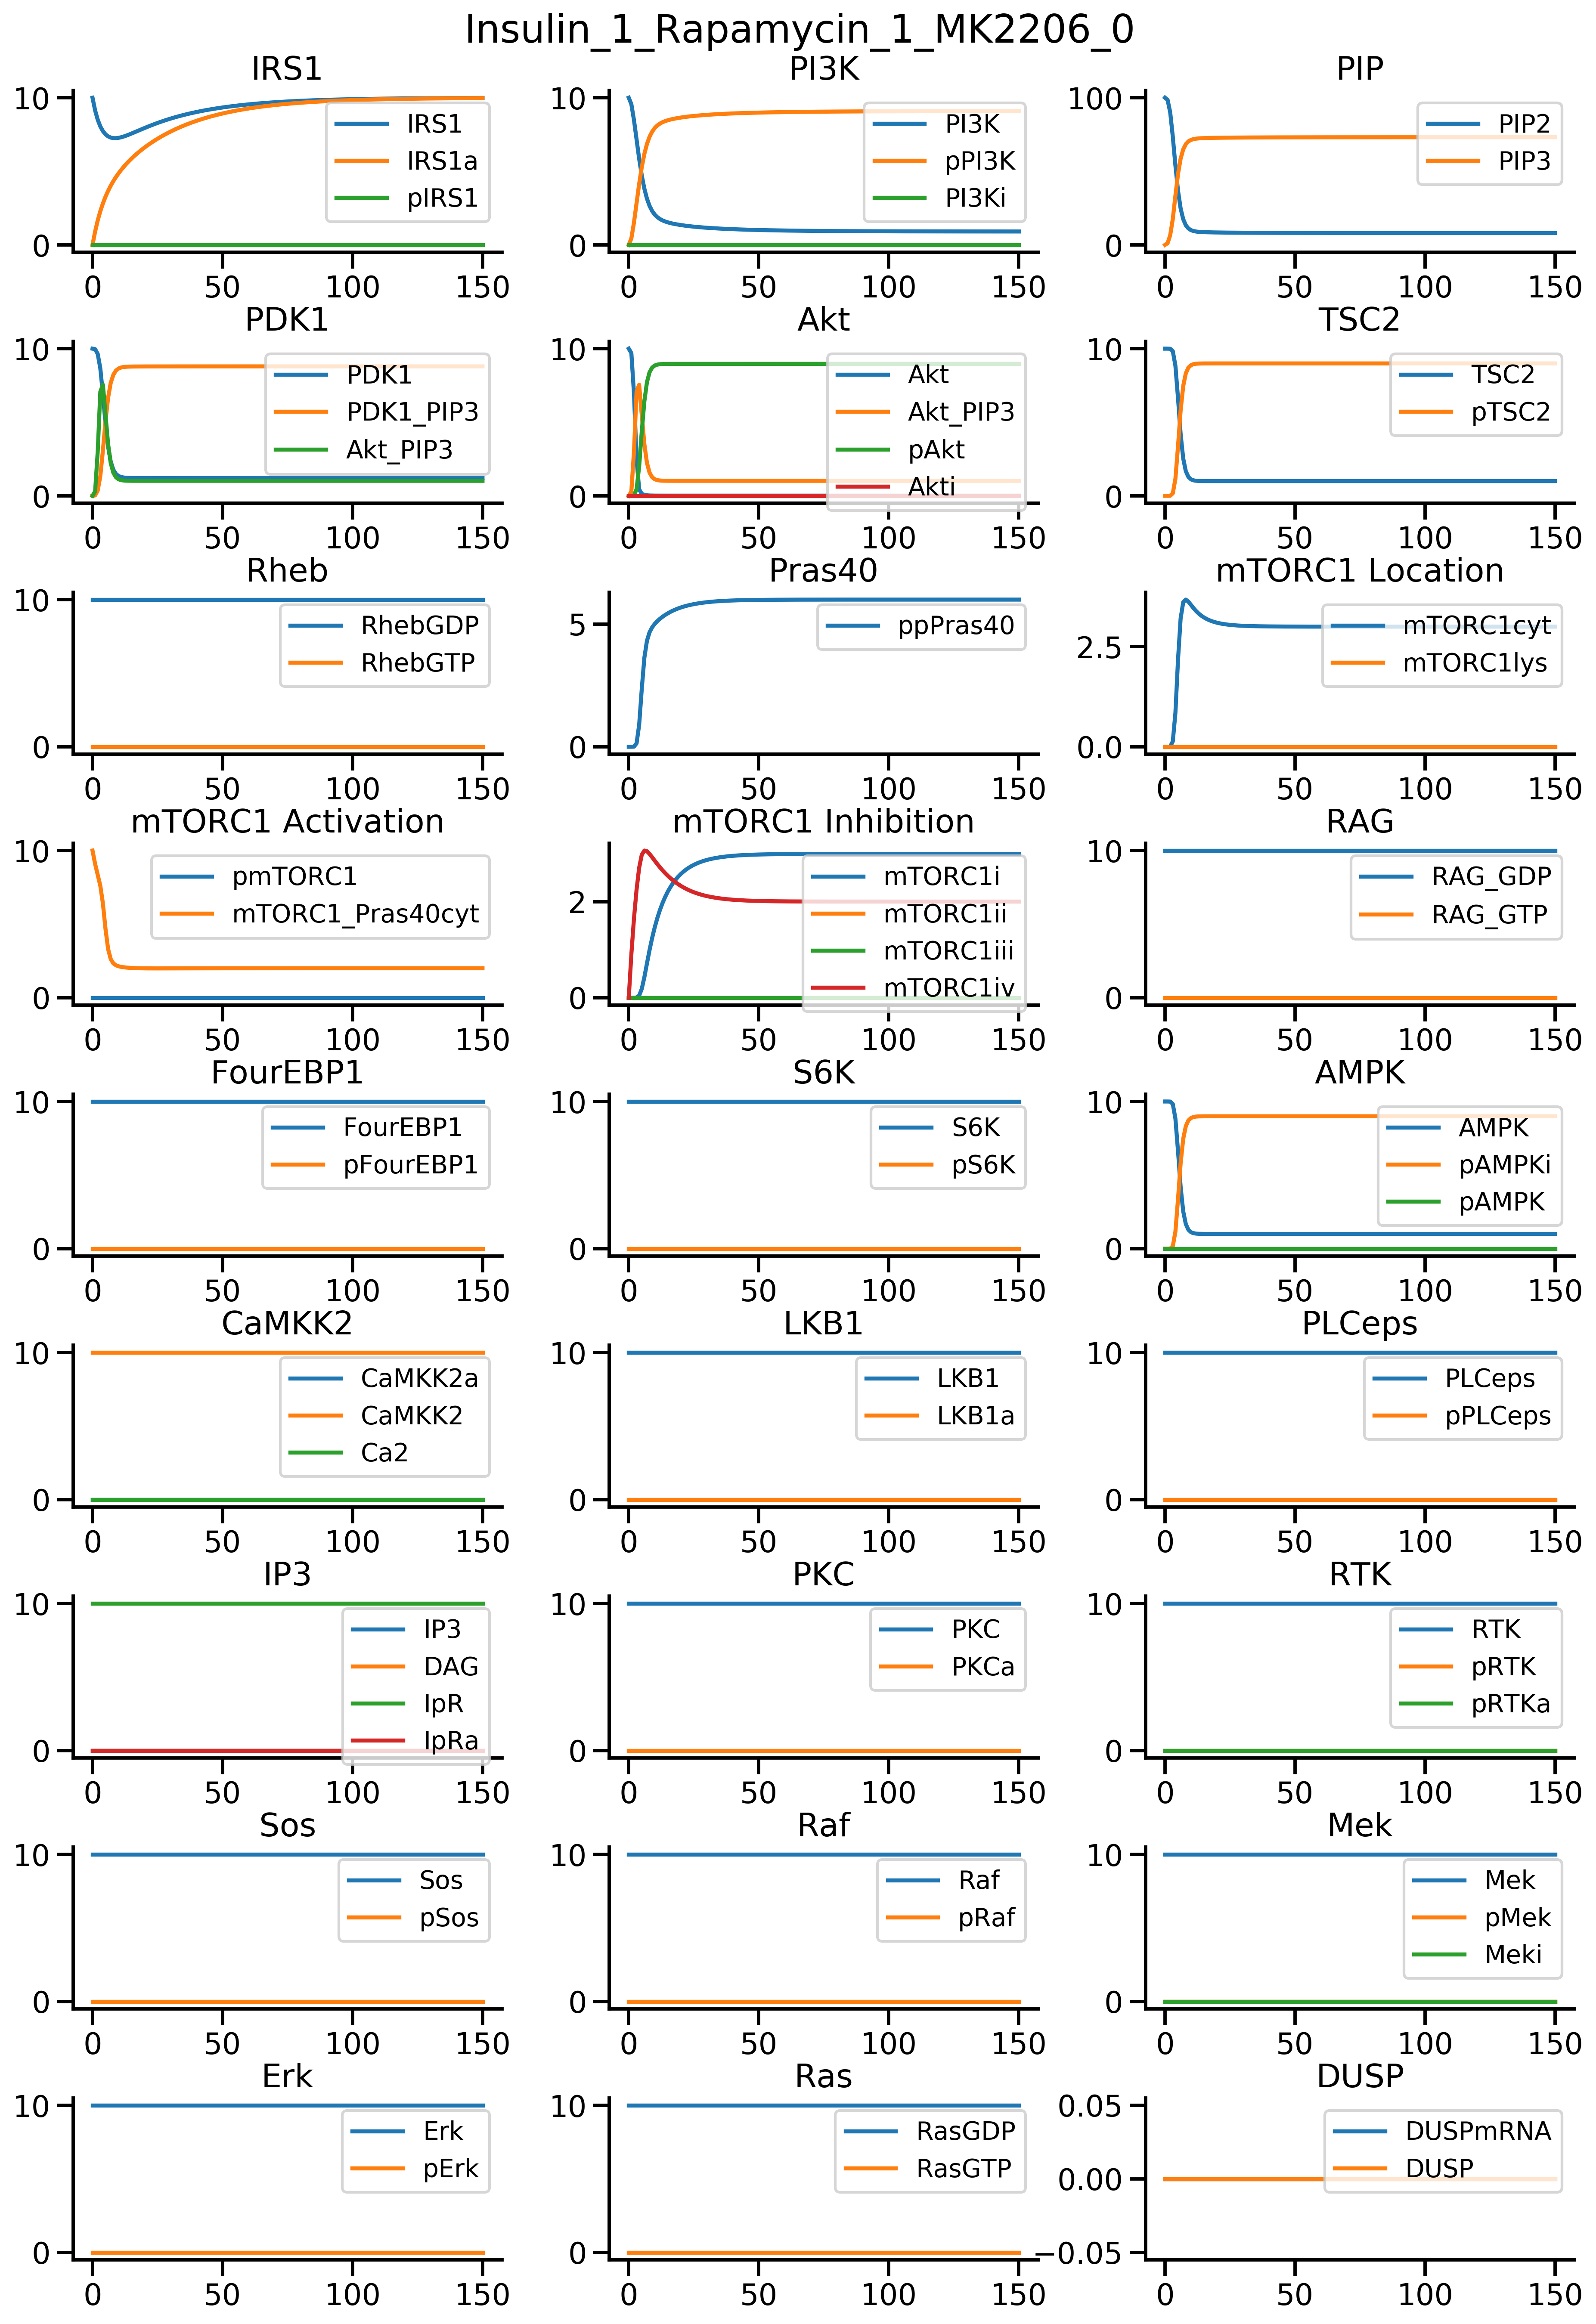 Insulin_1_Rapamycin_1_MK2206_0
IRS1
10
0
0 50 100 150
IRS1
IRS1a
pIRS1
PI3K
10
0
0 50 100 150
PI3K
pPI3K
PI3Ki
PIP
100
0
0 50 100 150
PIP2
PIP3
PDK1
10
0
0 50 100 150
PDK1
PDK1_PIP3
Akt_PIP3
Akt
10
0
0 50 100 150
Akt
Akt_PIP3
pAkt
Akti
TSC2
10
0
0 50 100 150
TSC2
pTSC2
Rheb
10
0
0 50 100 150
RhebGDP
RhebGTP
Pras40
5
0
0 50 100 150
ppPras40
mTORC1 Location
2.5
0.0
0 50 100 150
mTORC1cyt
mTORC1lys
mTORC1 Activation
10
0
0 50 100 150
pmTORC1
mTORC1_Pras40cyt
mTORC1 Inhibition
2
0
0 50 100 150
mTORC1i
mTORC1ii
mTORC1iii
mTORC1iv
RAG
10
0
0 50 100 150
RAG_GDP
RAG_GTP
FourEBP1
10
0
0 50 100 150
FourEBP1
pFourEBP1
S6K
10
0
0 50 100 150
S6K
pS6K
AMPK
10
0
0 50 100 150
AMPK
pAMPKi
pAMPK
CaMKK2
10
0
0 50 100 150
CaMKK2a
CaMKK2
Ca2
LKB1
10
0
0 50 100 150
LKB1
LKB1a
PLCeps
10
0
0 50 100 150
PLCeps
pPLCeps
IP3
10
0
0 50 100 150
IP3
DAG
IpR
IpRa
PKC
10
0
0 50 100 150
PKC
PKCa
RTK
10
0
0 50 100 150
RTK
pRTK
pRTKa
Sos
10
0
0 50 100 150
Sos
pSos
Raf
10
0
0 50 100 150
Raf
pRaf
Mek
10
0
0 50 100 150
Mek
pMek
Meki
Erk
10
0
0 50 100 150
Erk
pErk
Ras
10
0
0 50 100 150
RasGDP
RasGTP
DUSP
0.05
0.00
−0.05
0 50 100 150
DUSPmRNA
DUSP